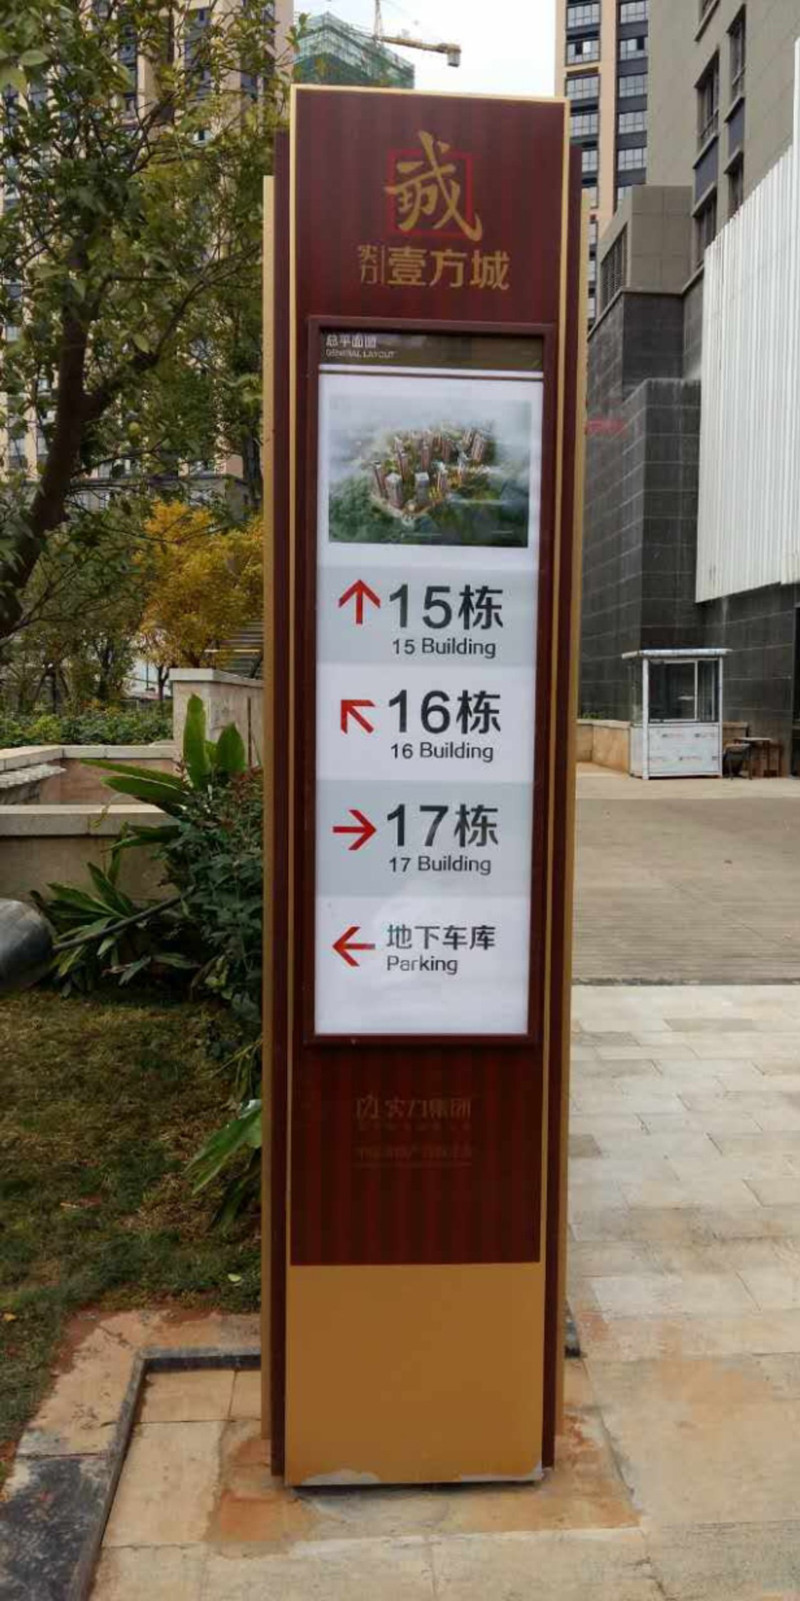 城
实力 壹方城
总平面图
GENERAL LAYOUT
15栋
15 Building
16栋
16 Building
17栋
17 Building
地下车库
Parking
实力集团